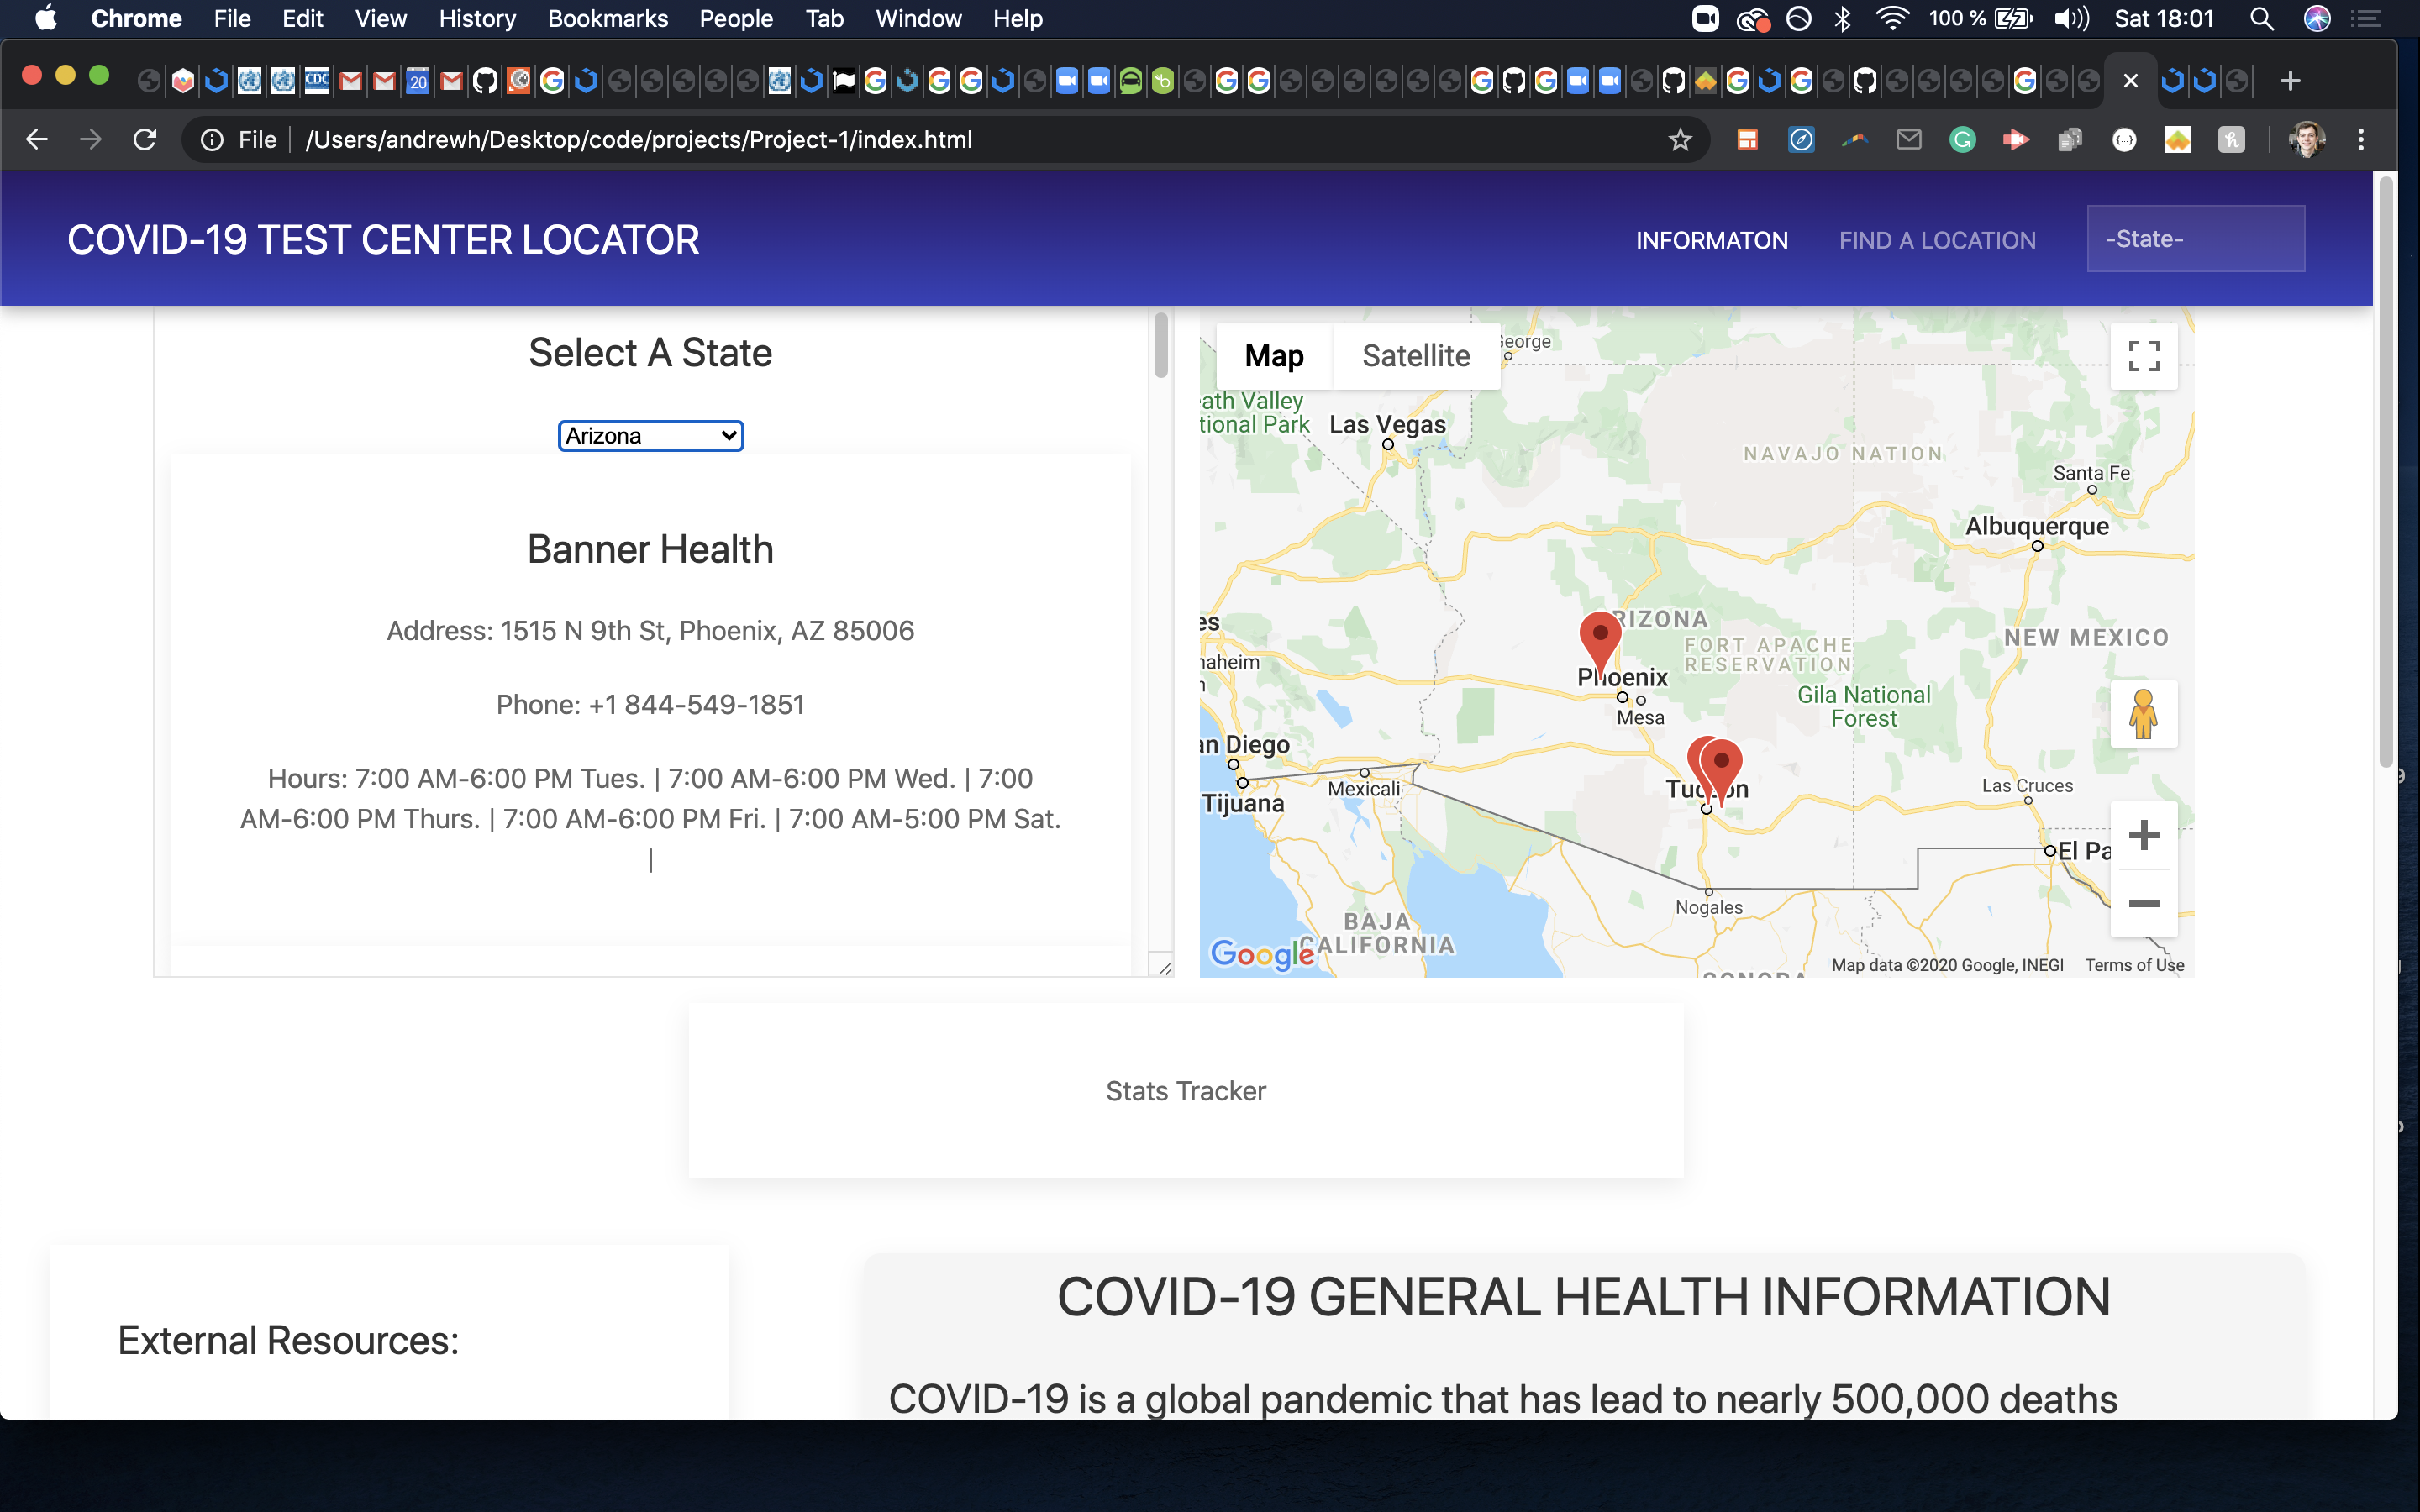 Chrome File Edit View History Bookmarks People Tab Window Help 100 % Sat 18:01
CDC 20
File /Users/andrewh/Desktop/code/projects/Project-1/index.html
COVID-19 TEST CENTER LOCATOR
INFORMATON FIND A LOCATION -State-
Select A State
Arizona
Banner Health
Address: 1515 N 9th St, Phoenix, AZ 85006
Phone: +1 844-549-1851
Hours: 7:00 AM-6:00 PM Tues. | 7:00 AM-6:00 PM Wed. | 7:00
AM-6:00 PM Thurs. | 7:00 AM-6:00 PM Fri. | 7:00 AM-5:00 PM Sat.
|
Map Satellite
eorge
ath Valley
tional Park
Las Vegas
NAVAJO NATION
Santa Fe
Albuquerque
es
RIZONA
FORT APACHE
RESERVATION
NEW MEXICO
naheim
Phoenix
Mesa
Gila National
Forest
an Diego
Tijuana
Mexicali
Tucson
Las Cruces
El Pa
Nogales
BAJA
CALIFORNIA
SONORA
Google
Map data ©2020 Google, INEGI Terms of Use
Stats Tracker
External Resources:
COVID-19 GENERAL HEALTH INFORMATION
COVID-19 is a global pandemic that has lead to nearly 500,000 deaths